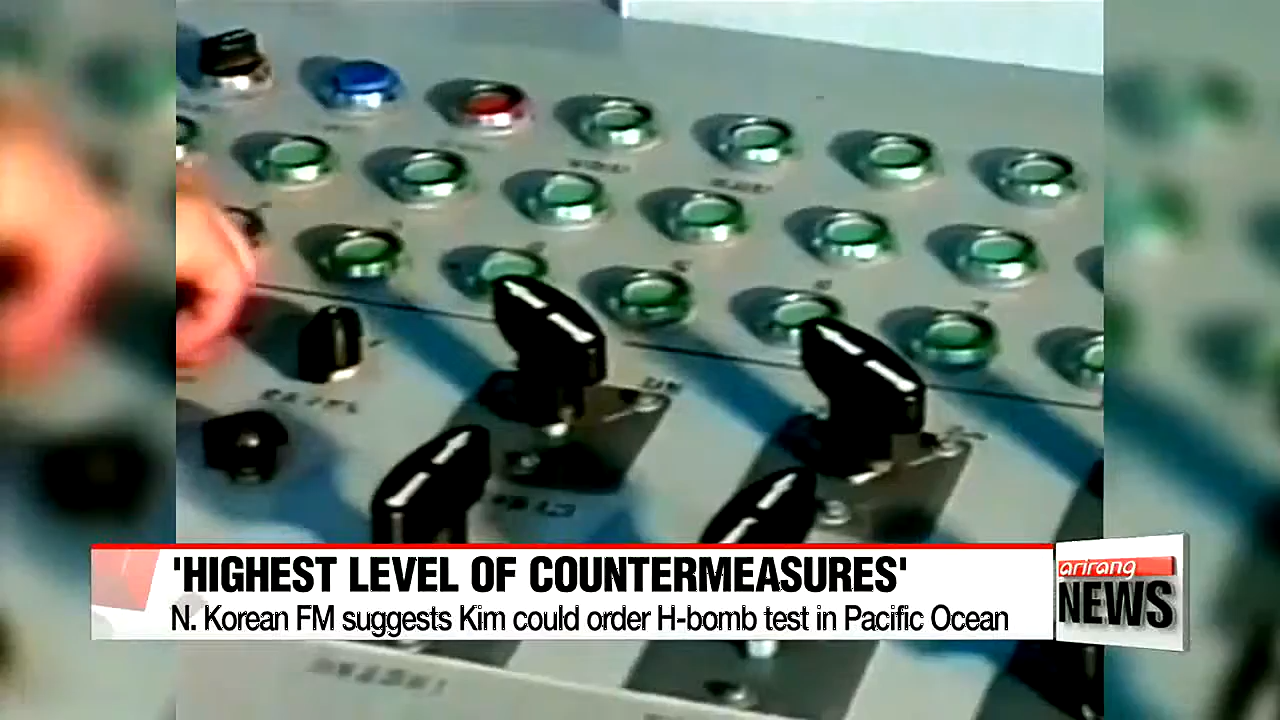 'HIGHEST LEVEL OF COUNTERMEASURES'
N. Korean FM suggests Kim could order H-bomb test in Pacific Ocean
arirang
NEWS